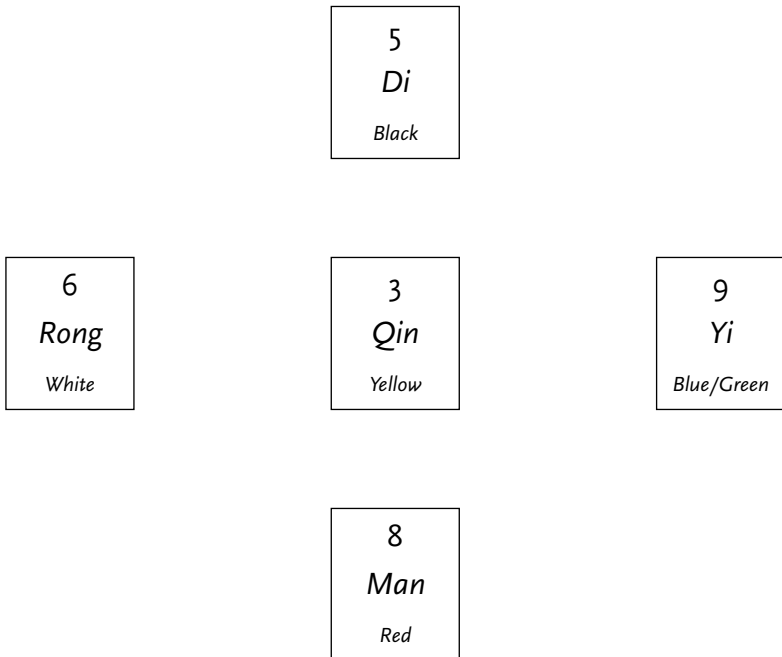 5
Di
Black
6
Rong
White
3
Qin
Yellow
9
Yi
Blue/Green
8
Man
Red